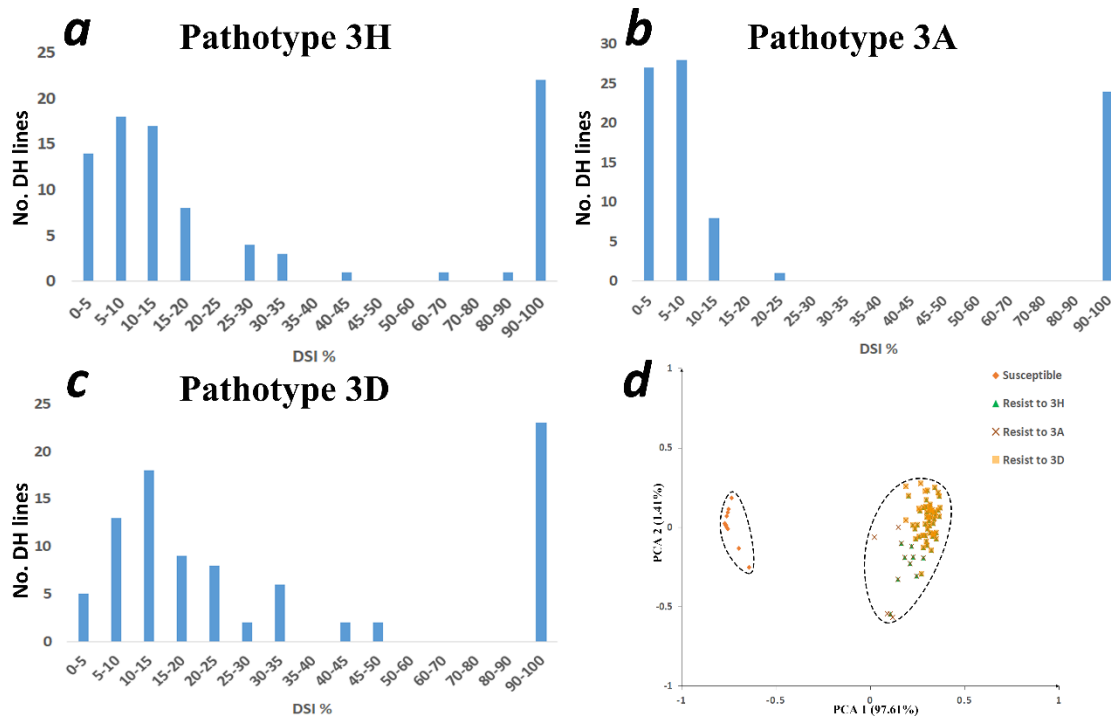 a Pathotype 3H
No. DH lines
25
20
15
10
5
0
0-5 5-10 10-15 15-20 20-25 25-30 30-35 35-40 40-45 45-50 50-60 60-70 70-80 80-90 90-100
DSI %
b Pathotype 3A
No. DH lines
30
25
20
15
10
5
0
0-5 5-10 10-15 15-20 20-25 25-30 30-35 35-40 40-45 45-50 50-60 60-70 70-80 80-90 90-100
DSI %
c Pathotype 3D
No. DH lines
25
20
15
10
5
0
0-5 5-10 10-15 15-20 20-25 25-30 30-35 35-40 40-45 45-50 50-60 60-70 70-80 80-90 90-100
DSI %
d
Susceptible
Resist to 3H
Resist to 3A
Resist to 3D
PCA 2 (1.41%)
1
0.5
0
-0.5
-1
-1 -0.5 0 0.5 1
PCA 1 (97.61%)